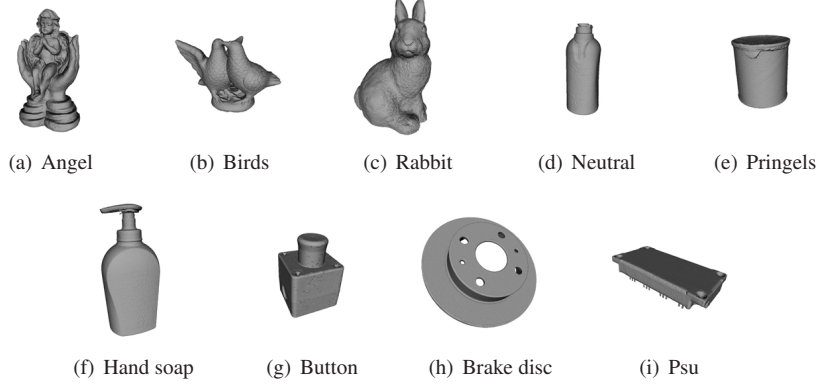 (a) Angel (b) Birds (c) Rabbit (d) Neutral (e) Pringels
(f) Hand soap (g) Button (h) Brake disc (i) Psu